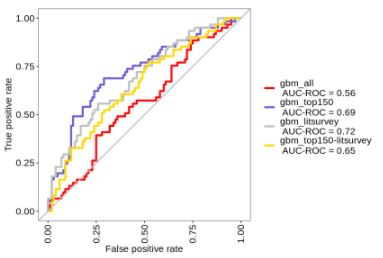 1.00
0.75
0.50
0.25
0.00
True positive rate
0.00
0.25
0.50
0.75
1.00
False positive rate
gbm_all
AUC-ROC = 0.56
gbm_top150
AUC-ROC = 0.69
gbm_litsurvey
AUC-ROC = 0.72
gbm_top150-litsurvey
AUC-ROC = 0.65